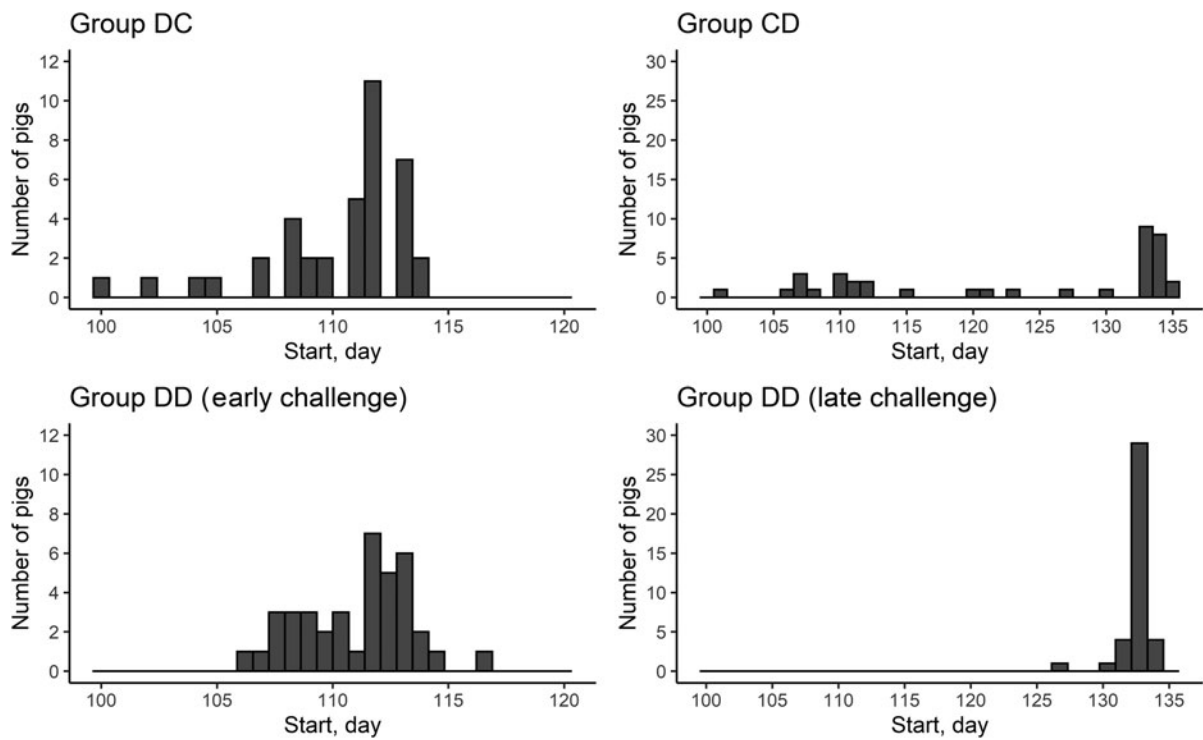 Group DC
Number of pigs
12
10
8
6
4
2
0
100 105 110 115 120
Start, day
Group CD
Number of pigs
30
25
20
15
10
5
0
100 105 110 115 120 125 130 135
Start, day
Group DD (early challenge)
Number of pigs
12
10
8
6
4
2
0
100 105 110 115 120
Start, day
Group DD (late challenge)
Number of pigs
30
25
20
15
10
5
0
100 105 110 115 120 125 130 135
Start, day